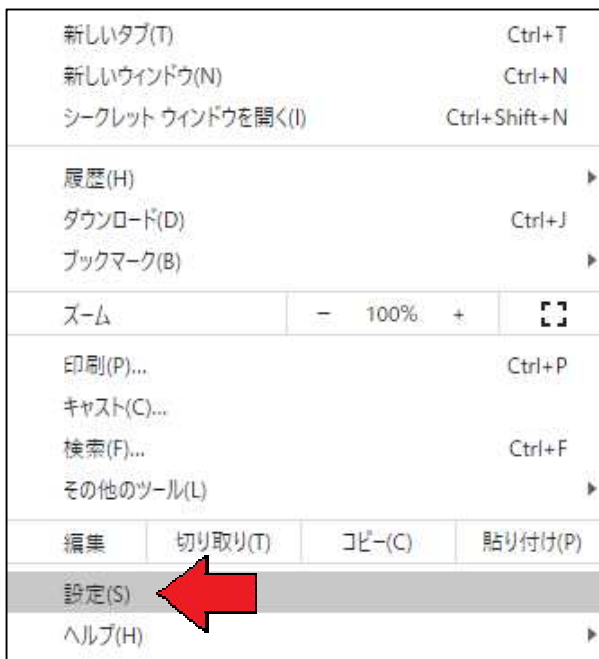 新しいタブ(T) Ctrl+T
新しいウィンドウ(N) Ctrl+N
シークレット ウィンドウを開く(I) Ctrl+Shift+N
履歴(H)
ダウンロード(D) Ctrl+J
ブックマーク(B)
ズーム − 100% +
印刷(P)... Ctrl+P
キャスト(C)...
検索(F)... Ctrl+F
その他のツール(L)
編集 切り取り(T) コピー(C) 貼り付け(P)
設定(S)
ヘルプ(H)